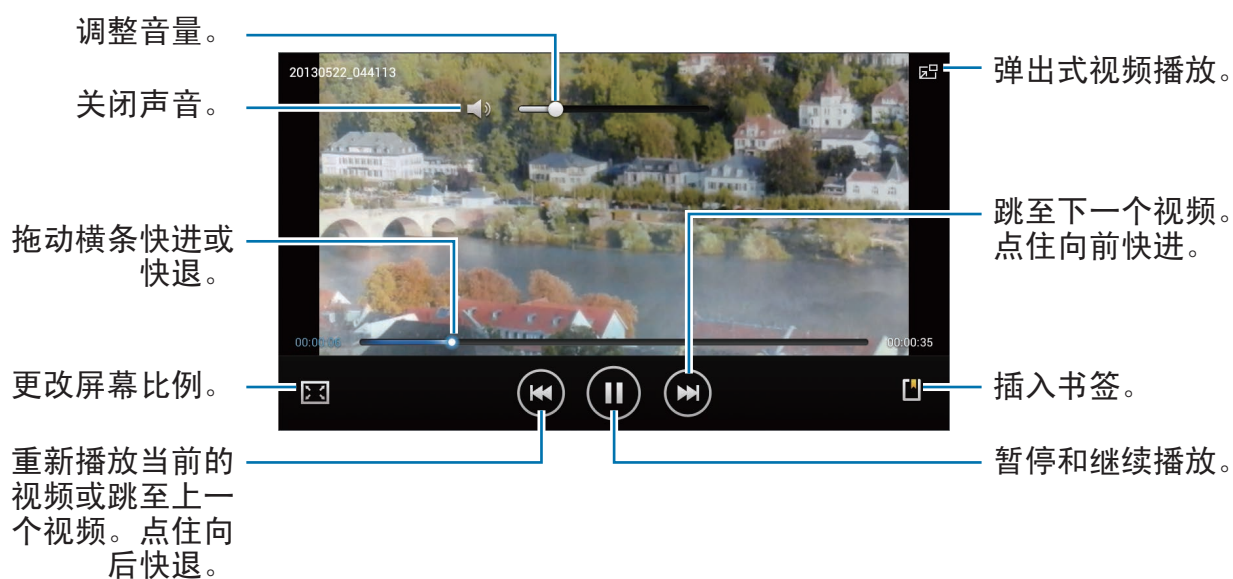 调整音量。
关闭声音。
拖动横条快进或
快退。
更改屏幕比例。
重新播放当前的
视频或跳至上一
个视频。点住向
后快退。
20130522_044113
00:00:06
00:00:35
弹出式视频播放。
跳至下一个视频。
点住向前快进。
插入书签。
暂停和继续播放。